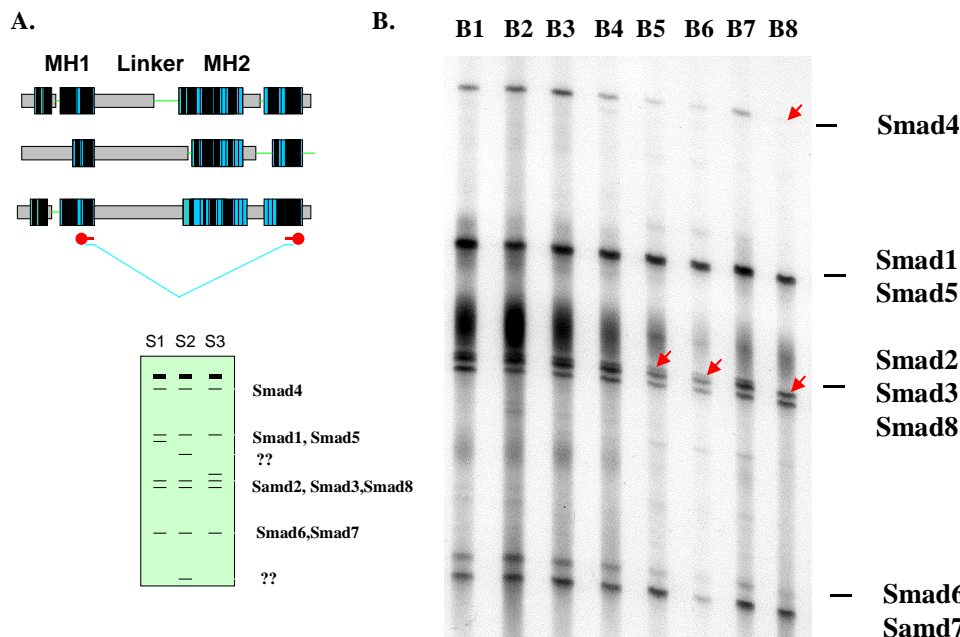 A.
MH1 Linker MH2
S1 S2 S3
Smad4
Smad1, Smad5
??
Samd2, Smad3,Smad8
Smad6,Smad7
??
B.
B1 B2 B3 B4 B5 B6 B7 B8
Smad4
Smad1
Smad5
Smad2
Smad3
Smad8
Smad6
Samd7